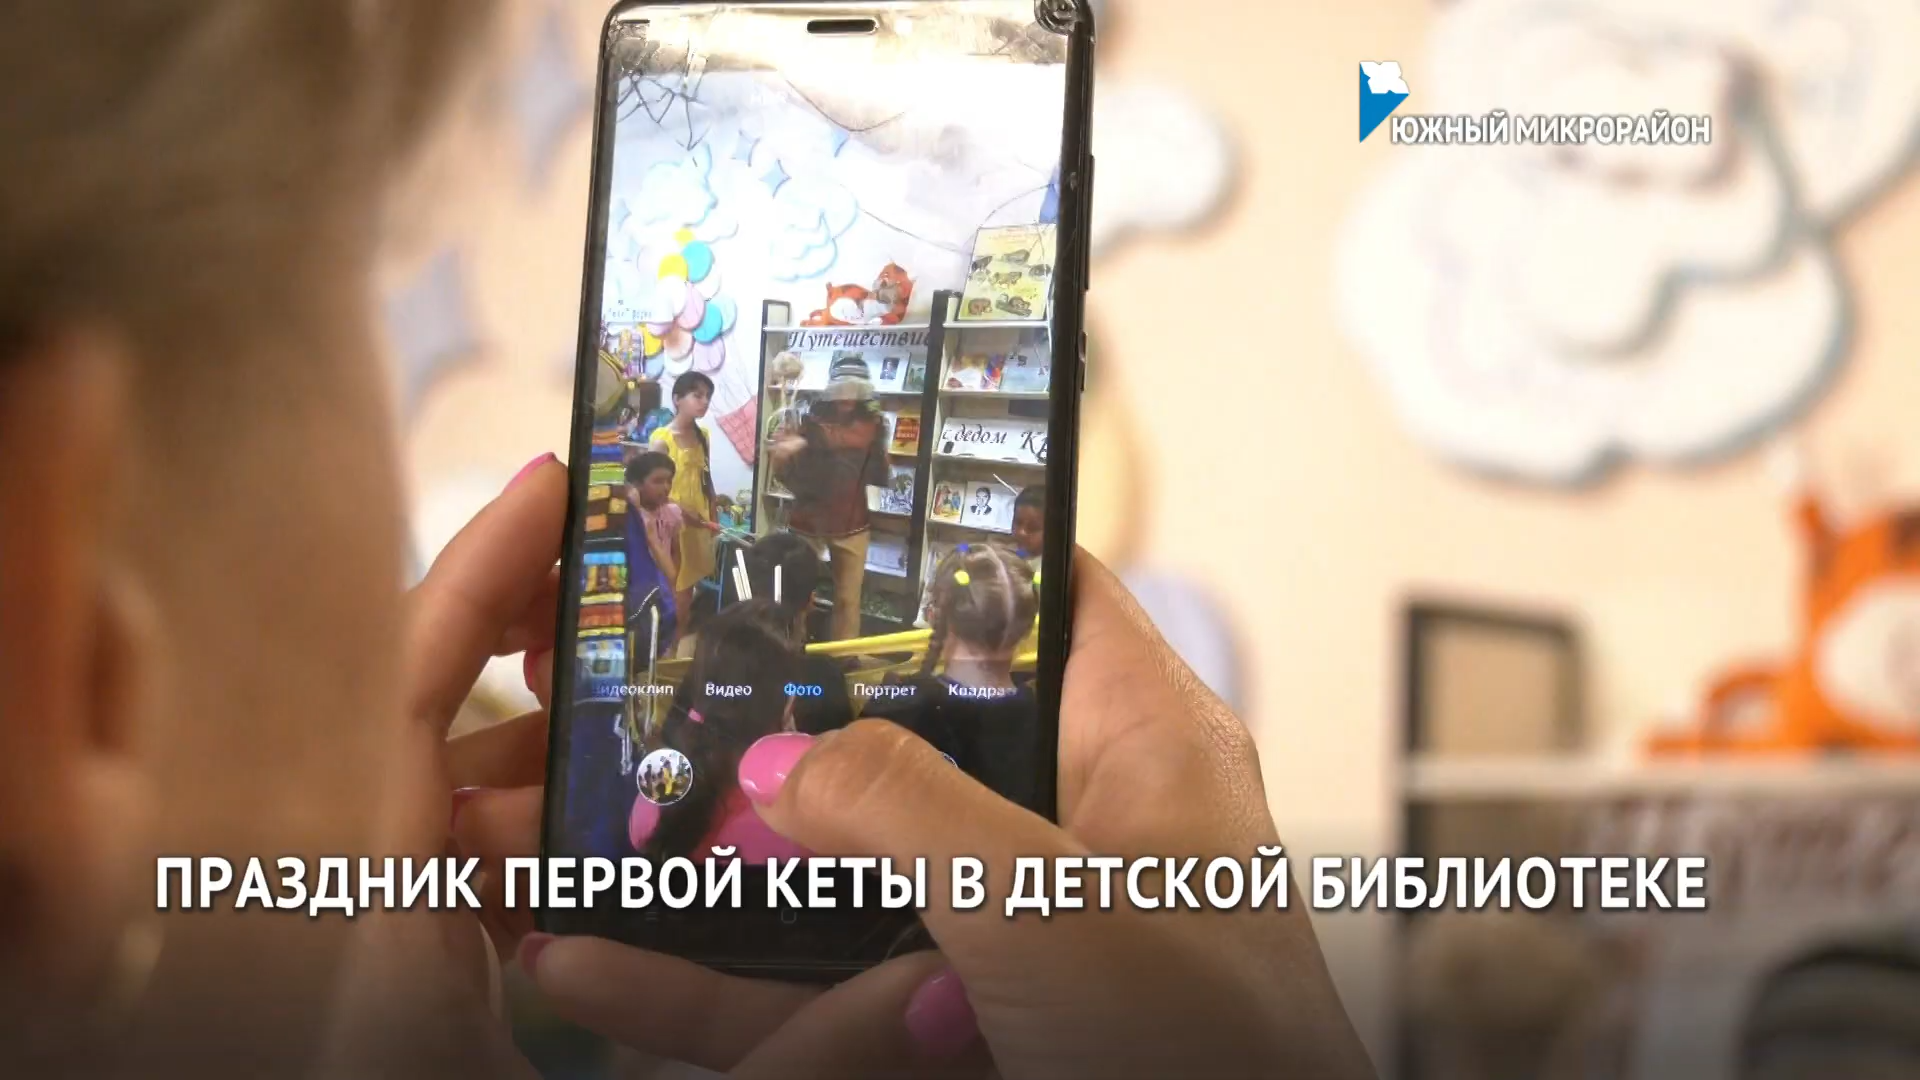 ЮЖНЫЙ МИКРОРАЙОН
Путешествие
с дедом
Видео Фото Портрет
ПРАЗДНИК ПЕРВОЙ КЕТЫ В ДЕТСКОЙ БИБЛИОТЕКЕ